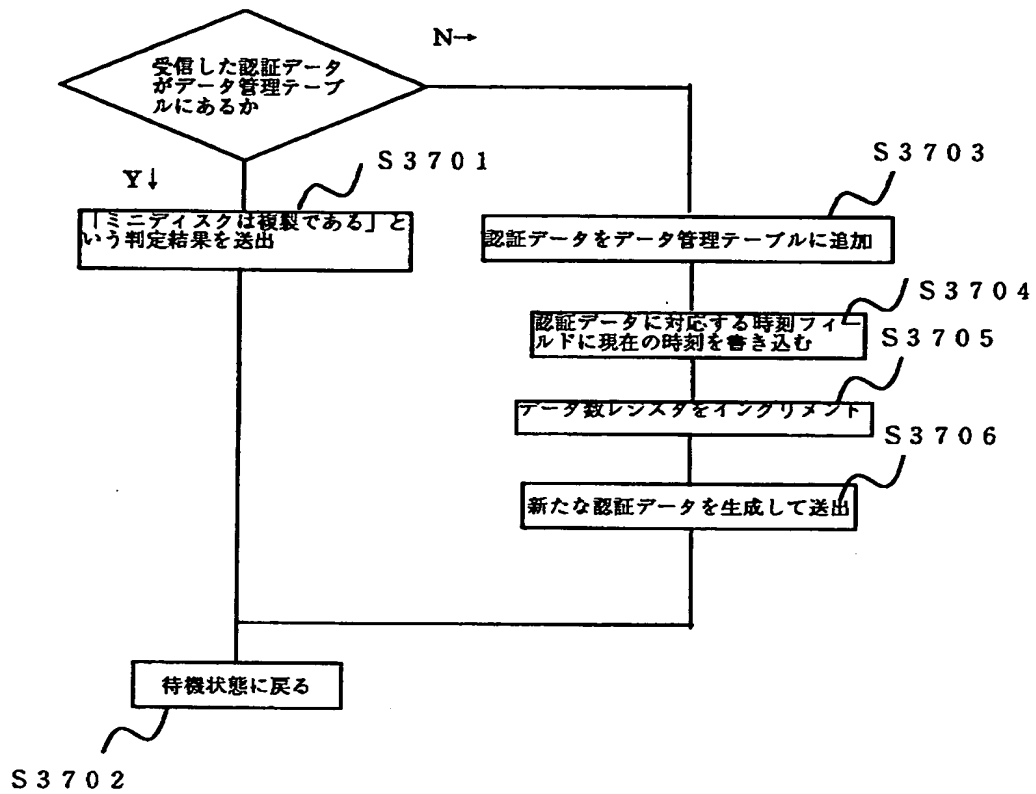 N→
受信した認証データ
がデータ管理テーブ
ルにあるか
Y↓
S3701
S3703
「ミニディスクは複製である」と
いう判定結果を送出
認証データをデータ管理テーブルに追加
S3704
認証データに対応する時刻フィ
ルドに現在の時刻を書き込む
S3705
データ数レジスタをインクリメント
S3706
新たな認証データを生成して送出
待機状態に戻る
S3702